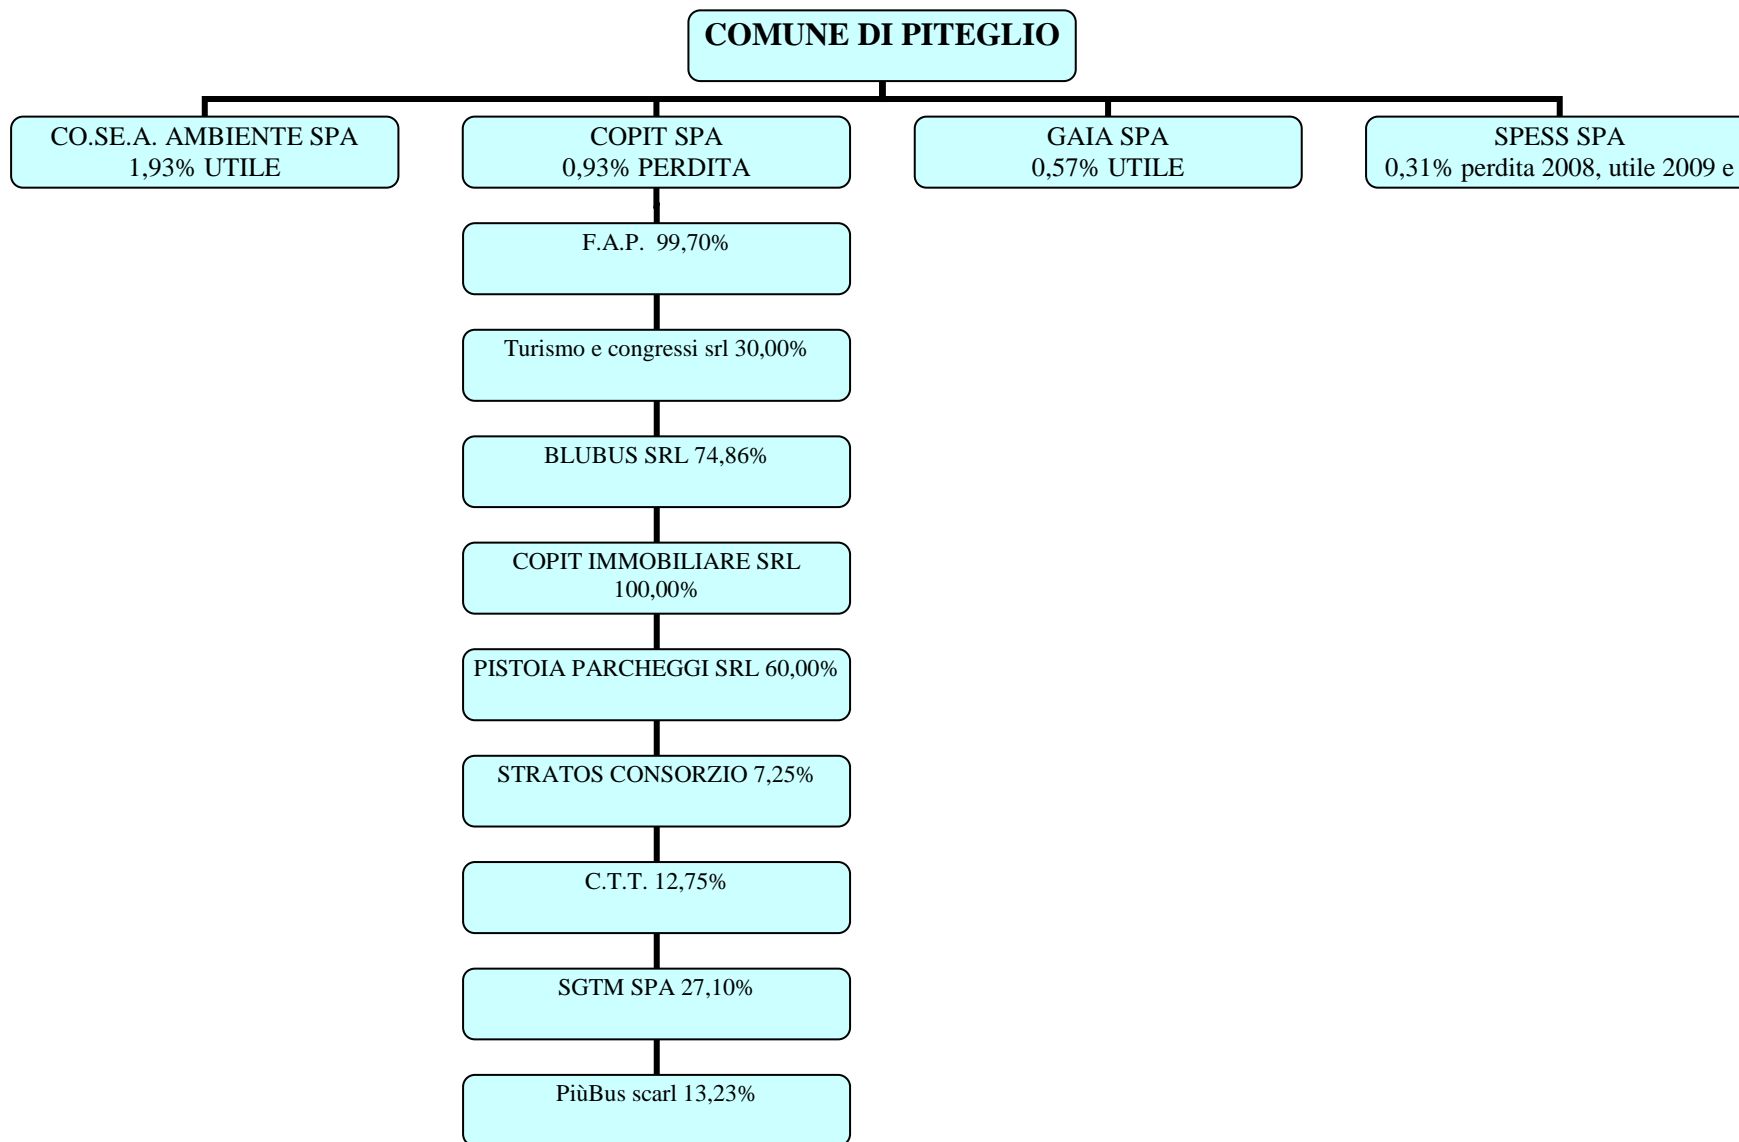 COMUNE DI PITEGLIO
CO.SE.A. AMBIENTE SPA
1,93% UTILE
COPIT SPA
0,93% PERDITA
GAIA SPA
0,57% UTILE
SPESS SPA
0,31% perdita 2008, utile 2009 e
F.A.P. 99,70%
Turismo e congressi srl 30,00%
BLUBUS SRL 74,86%
COPIT IMMOBILIARE SRL
100,00%
PISTOIA PARCHEGGI SRL 60,00%
STRATOS CONSORZIO 7,25%
C.T.T. 12,75%
SGTM SPA 27,10%
PiùBus scarl 13,23%